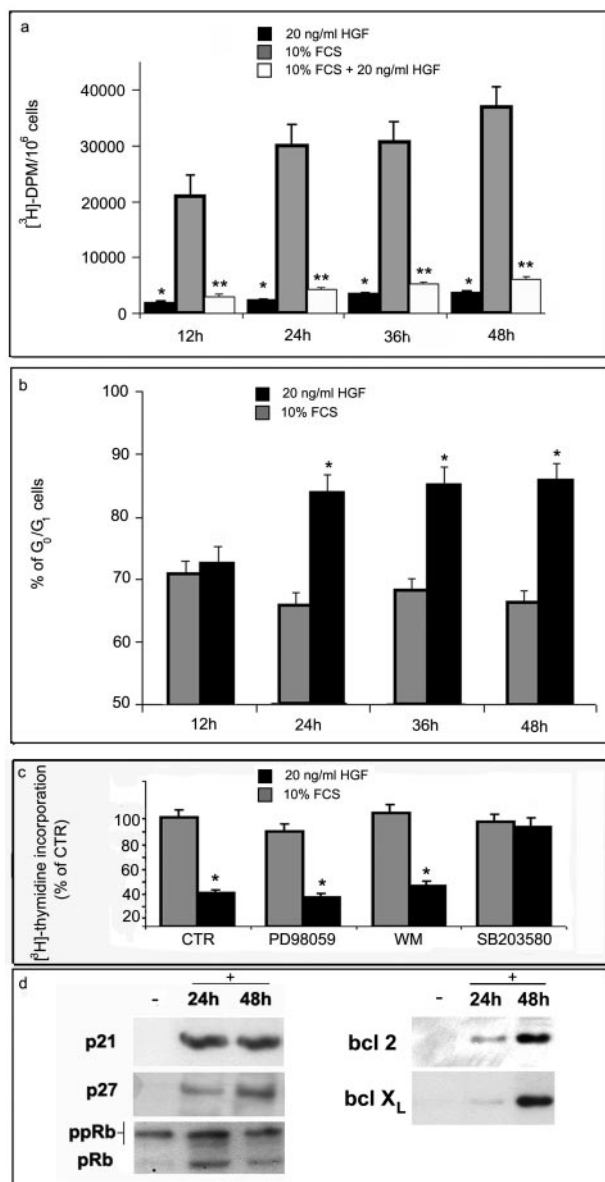 a
20 ng/ml HGF
10% FCS
10% FCS + 20 ng/ml HGF
[³H]-DPM/10⁶ cells
40000
30000
20000
10000
0
* ** * ** * ** * **
12h 24h 36h 48h
b
20 ng/ml HGF
10% FCS
% of G₀/G₁ cells
100
90
80
70
60
50
* * *
12h 24h 36h 48h
c
20 ng/ml HGF
10% FCS
[³H]-thymidine incorporation
(% of CTR)
100
80
60
40
20
* * *
CTR PD98059 WM SB203580
d
+ +
- 24h 48h - 24h 48h
p21 bcl 2
p27 bcl X_L
ppRb
pRb